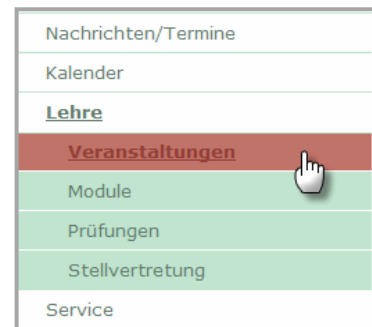 Nachrichten/Termine
Kalender
Lehre
Veranstaltungen
Module
Prüfungen
Stellvertretung
Service